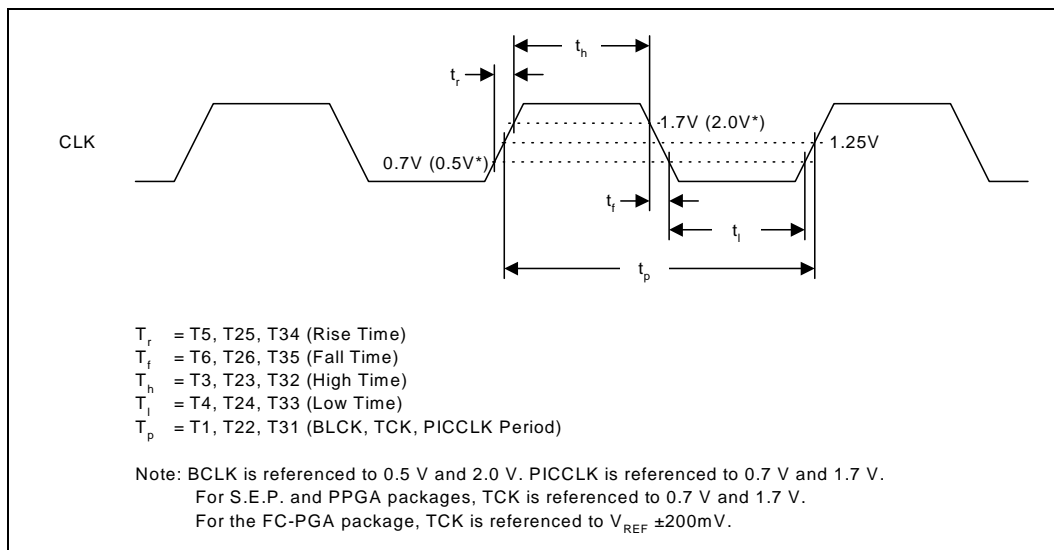 t_h
t_r
1.7V (2.0V*)
CLK
1.25V
0.7V (0.5V*)
t_f
t_l
t_p
T_r = T5, T25, T34 (Rise Time)
T_f = T6, T26, T35 (Fall Time)
T_h = T3, T23, T32 (High Time)
T_l = T4, T24, T33 (Low Time)
T_p = T1, T22, T31 (BLCK, TCK, PICCLK Period)
Note: BCLK is referenced to 0.5 V and 2.0 V. PICCLK is referenced to 0.7 V and 1.7 V.
For S.E.P. and PPGA packages, TCK is referenced to 0.7 V and 1.7 V.
For the FC-PGA package, TCK is referenced to V_REF ±200mV.